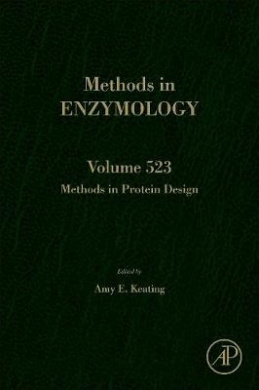 Methods in
ENZYMOLOGY
Volume 523
Methods in Protein Design
Edited by
Amy E. Keating
AP